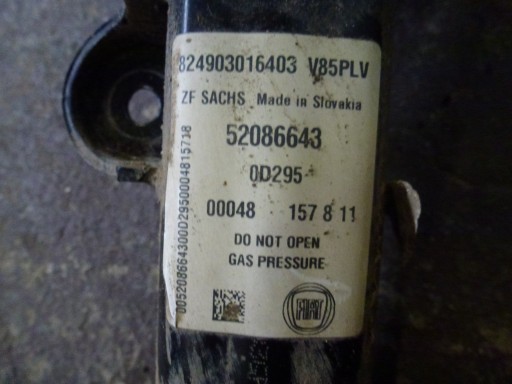 824903016403 V85PLV
ZF SACHS Made in Slovakia
52086643
0D295
00048 157 8 11
DO NOT OPEN
GAS PRESSURE
FIAT
00520866430OD2950004815718